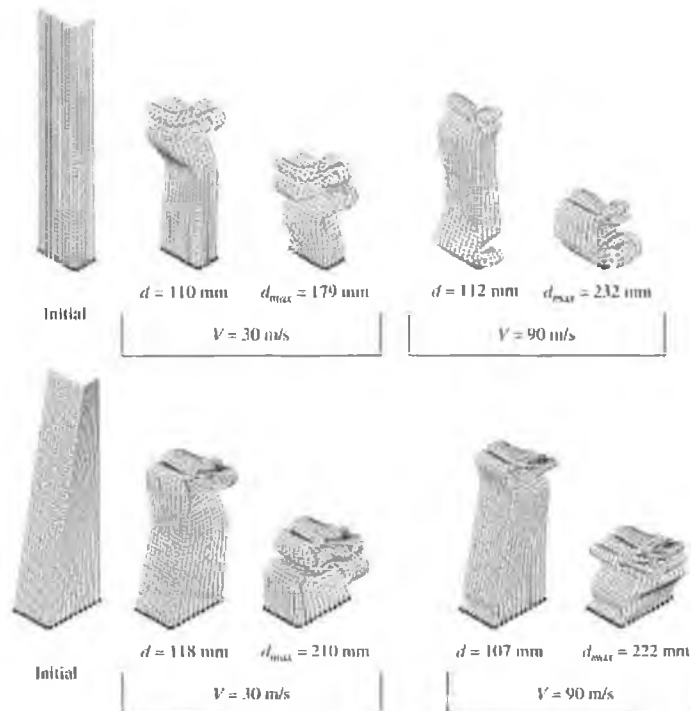 d = 110 mm d_max = 179 mm d = 112 mm d_max = 232 mm
Initial
V = 30 m/s V = 90 m/s
d = 118 mm d_max = 210 mm d = 107 mm d_max = 222 mm
Initial
V = 30 m/s V = 90 m/s